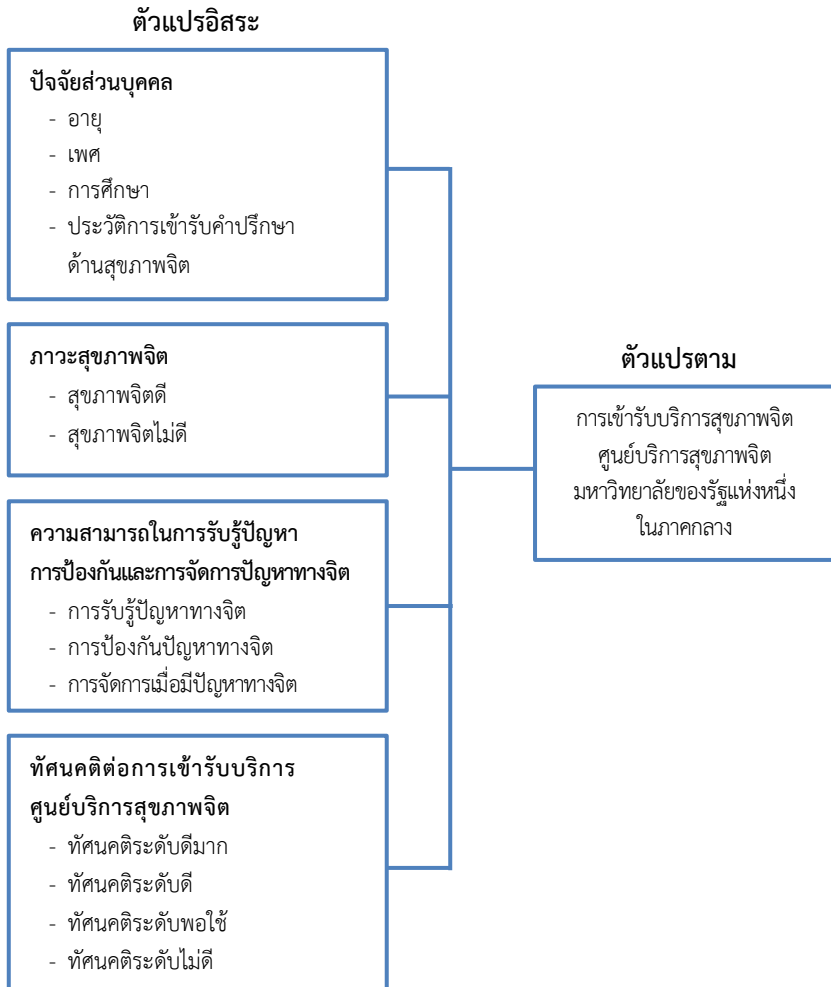 ตัวแปรอิสระ
ปัจจัยส่วนบุคคล
- อายุ
- เพศ
- การศึกษา
- ประวัติการเข้ารับคำปรึกษา
ด้านสุขภาพจิต
ภาวะสุขภาพจิต
- สุขภาพจิตดี
- สุขภาพจิตไม่ดี
ความสามารถในการรับรู้ปัญหา
การป้องกันและการจัดการปัญหาทางจิต
- การรับรู้ปัญหาทางจิต
- การป้องกันปัญหาทางจิต
- การจัดการเมื่อมีปัญหาทางจิต
ทัศนคติต่อการเข้ารับบริการ
ศูนย์บริการสุขภาพจิต
- ทัศนคติระดับดีมาก
- ทัศนคติระดับดี
- ทัศนคติระดับพอใช้
- ทัศนคติระดับไม่ดี
ตัวแปรตาม
การเข้ารับบริการสุขภาพจิต
ศูนย์บริการสุขภาพจิต
มหาวิทยาลัยของรัฐแห่งหนึ่ง
ในภาคกลาง